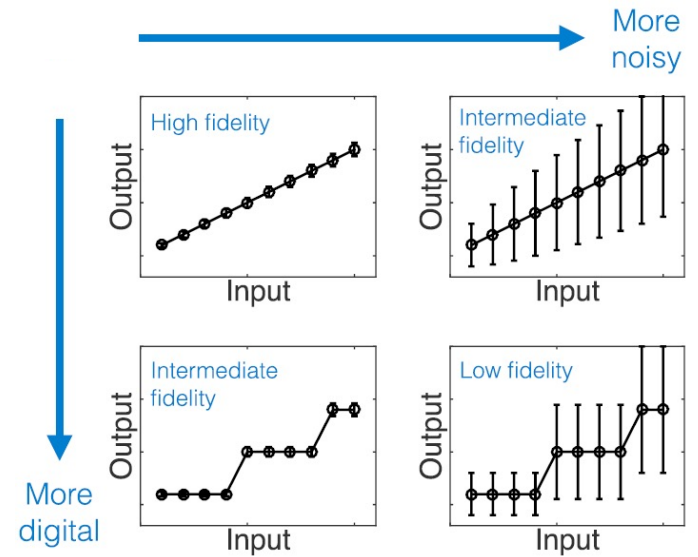 More
noisy
High fidelity
Output
Input
Intermediate
fidelity
Output
Input
Intermediate
fidelity
Output
Input
Low fidelity
Output
Input
More
digital